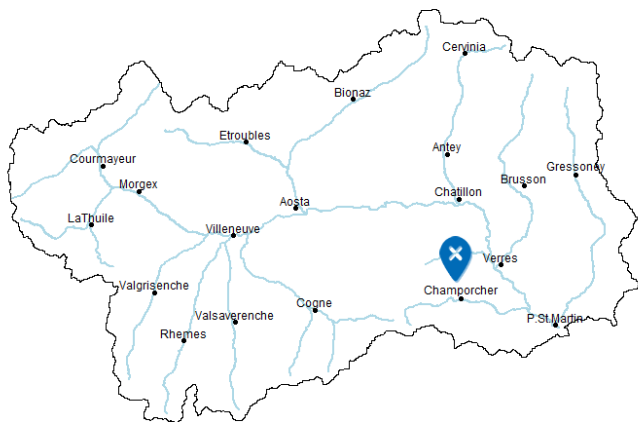 Cervinia
Bionaz
Etroubles
Antey
Courmayeur
Gressoney
Morgex
Brusson
Chatillon
Aosta
LaThuile
Villeneuve
Verres
Valgrisenche
Champorcher
Cogne
Valsaverenche
P.St.Martin
Rhemes